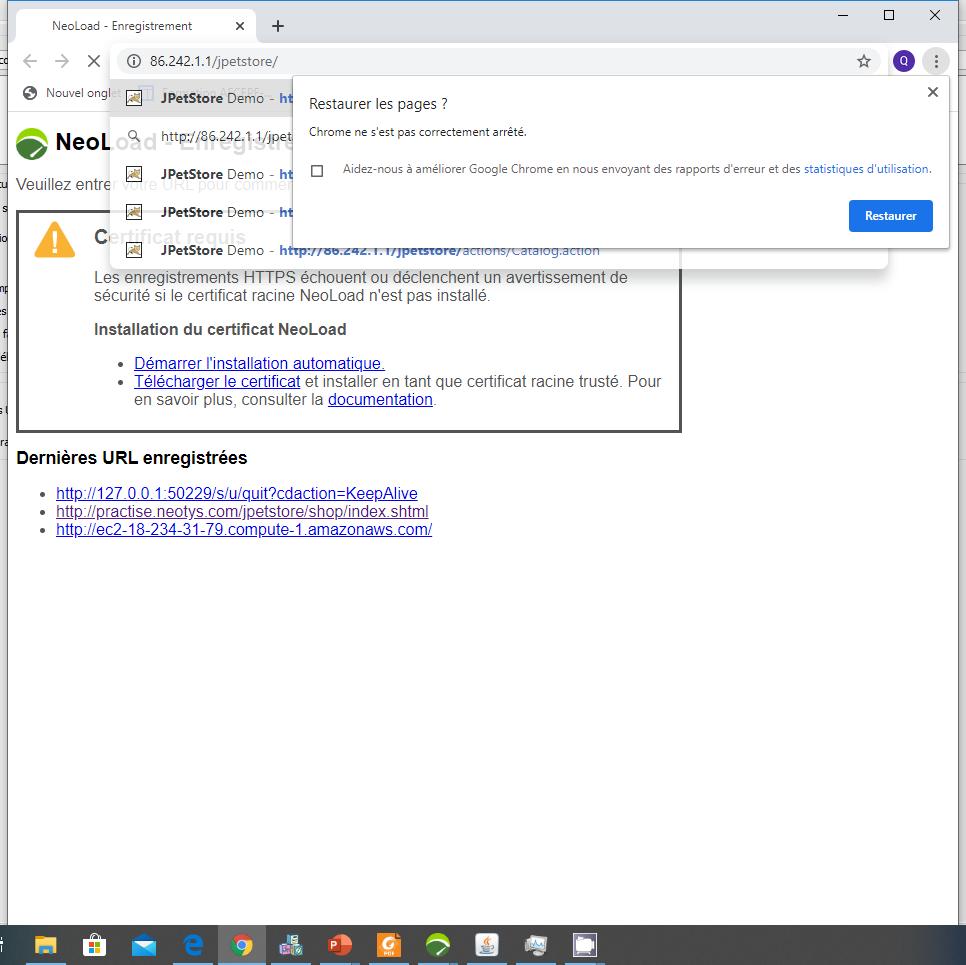 NeoLoad - Enregistrement
86.242.1.1/jpetstore/
Q
Nouvel onglet
JPetStore Demo - ht
http://86.242.1.1/jpet
JPetStore Demo - ht
JPetStore Demo - ht
JPetStore Demo - http://86.242.1.1/jpetstore/actions/Catalog.action
Restaurer les pages ?
Chrome ne s'est pas correctement arrêté.
Aidez-nous à améliorer Google Chrome en nous envoyant des rapports d'erreur et des statistiques d'utilisation.
Restaurer
NeoLoad - Enregistre
Veuillez entrer votre URL pour commen
Certificat requis
Les enregistrements HTTPS échouent ou déclenchent un avertissement de
sécurité si le certificat racine NeoLoad n'est pas installé.
Installation du certificat NeoLoad
• Démarrer l'installation automatique.
• Télécharger le certificat et installer en tant que certificat racine trusté. Pour
en savoir plus, consulter la documentation.
Dernières URL enregistrées
• http://127.0.0.1:50229/s/u/quit?cdaction=KeepAlive
• http://practise.neotys.com/jpetstore/shop/index.shtml
• http://ec2-18-234-31-79.compute-1.amazonaws.com/